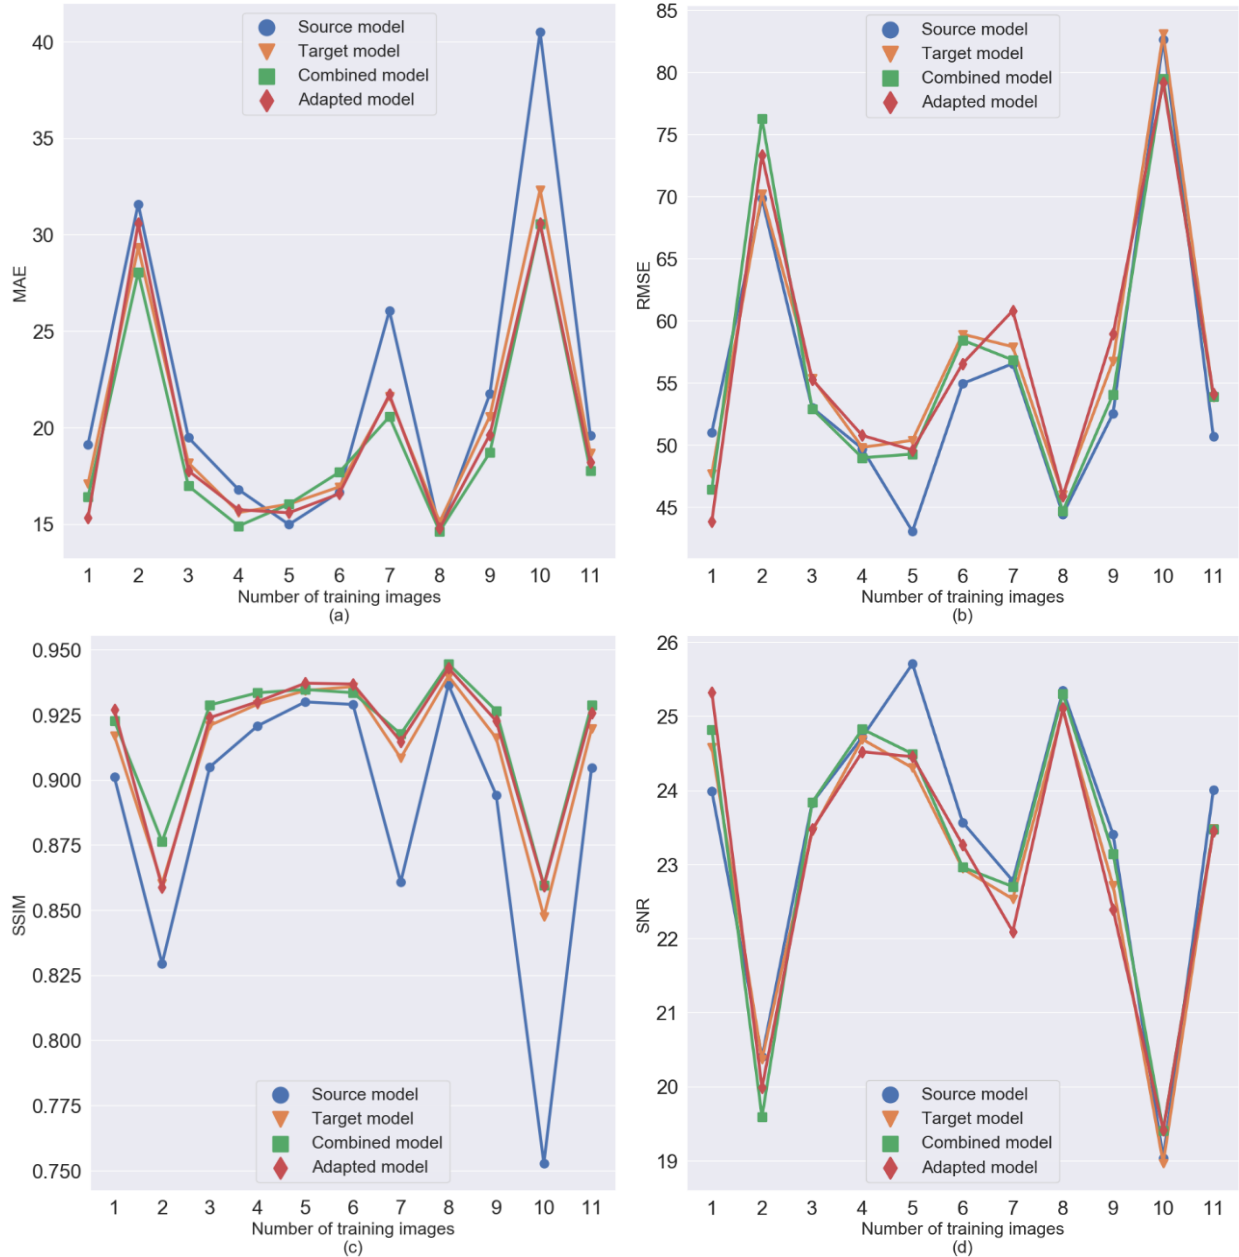 Source model
Target model
Combined model
Adapted model
40
35
30
25
20
15
MAE
1 2 3 4 5 6 7 8 9 10 11
Number of training images
(a)
Source model
Target model
Combined model
Adapted model
85
80
75
70
65
60
55
50
45
RMSE
1 2 3 4 5 6 7 8 9 10 11
Number of training images
(b)
0.950
0.925
0.900
0.875
0.850
0.825
0.800
0.775
0.750
SSIM
Source model
Target model
Combined model
Adapted model
1 2 3 4 5 6 7 8 9 10 11
Number of training images
(c)
26
25
24
23
22
21
20
19
SNR
Source model
Target model
Combined model
Adapted model
1 2 3 4 5 6 7 8 9 10 11
Number of training images
(d)